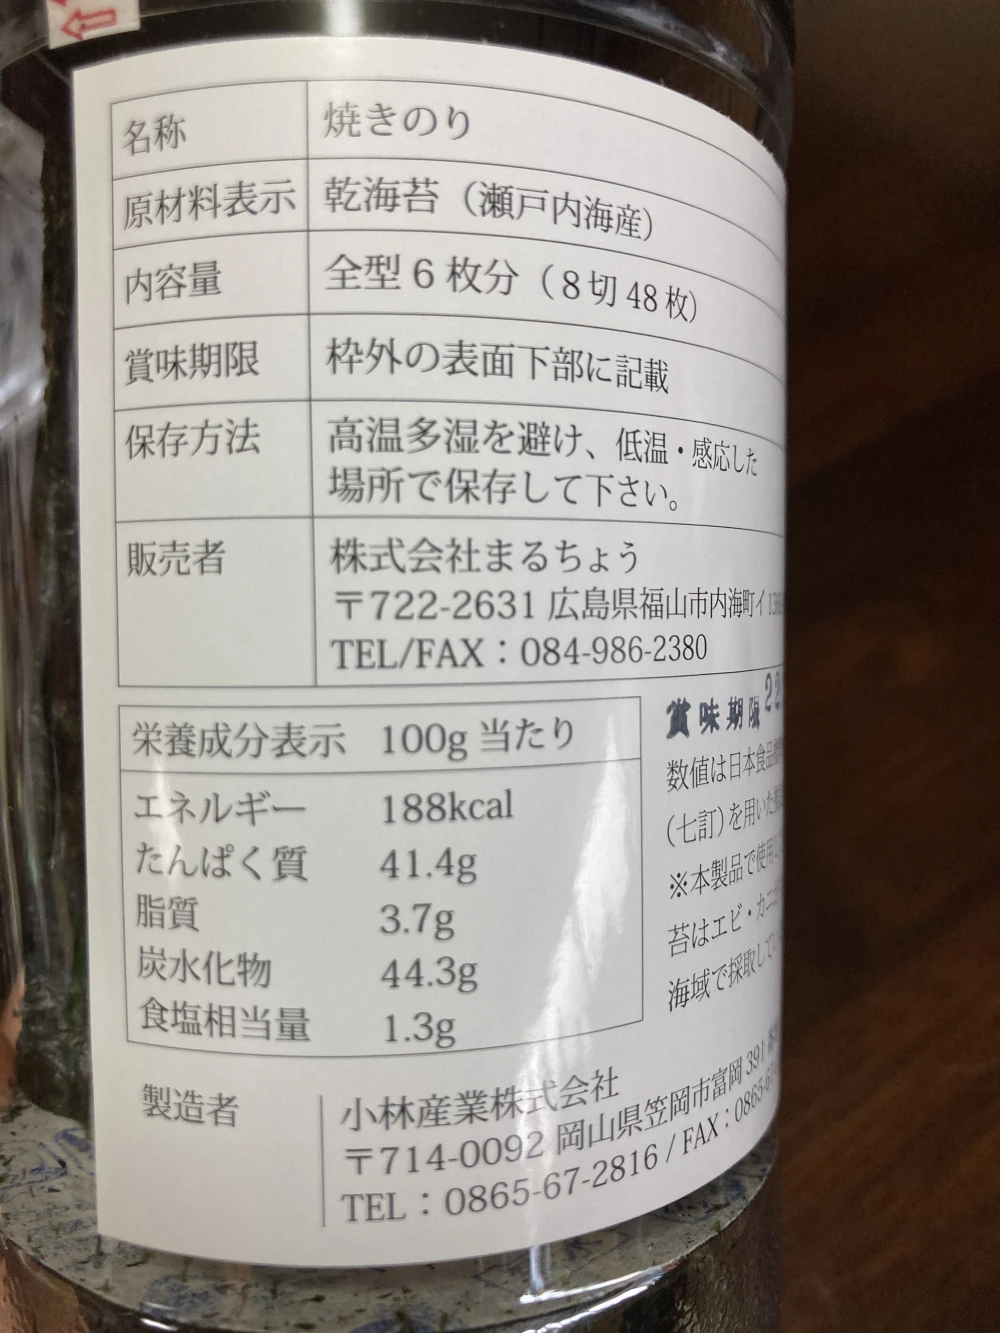 名称 焼きのり
原材料表示 乾海苔（瀬戸内海産）
内容量 全型6枚分（8切48枚）
賞味期限 枠外の表面下部に記載
保存方法 高温多湿を避け、低温・感応した
場所で保存して下さい。
販売者 株式会社まるちょう
〒722-2631 広島県福山市内海町イ
TEL/FAX：084-986-2380
栄養成分表示 100g当たり
エネルギー 188kcal
たんぱく質 41.4g
脂質 3.7g
炭水化物 44.3g
食塩相当量 1.3g
賞味期限 22
数値は日本食品
（七訂）を用いた
※本製品で使用
苔はエビ・カニ
海域で採取して
製造者 小林産業株式会社
〒714-0092 岡山県笠岡市富岡 391
TEL：0865-67-2816 / FAX：0865-67